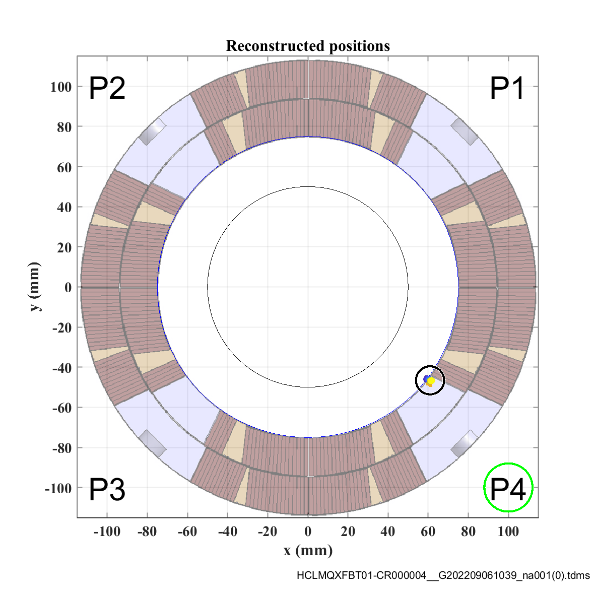 Reconstructed positions
P2
P1
100
80
60
40
20
0
-20
-40
-60
-80
-100
y (mm)
P3
P4
-100
-80
-60
-40
-20
0
20
40
60
80
100
x (mm)
HCLMQXFBT01-CR000004__G202209061039_na001(0).tdms